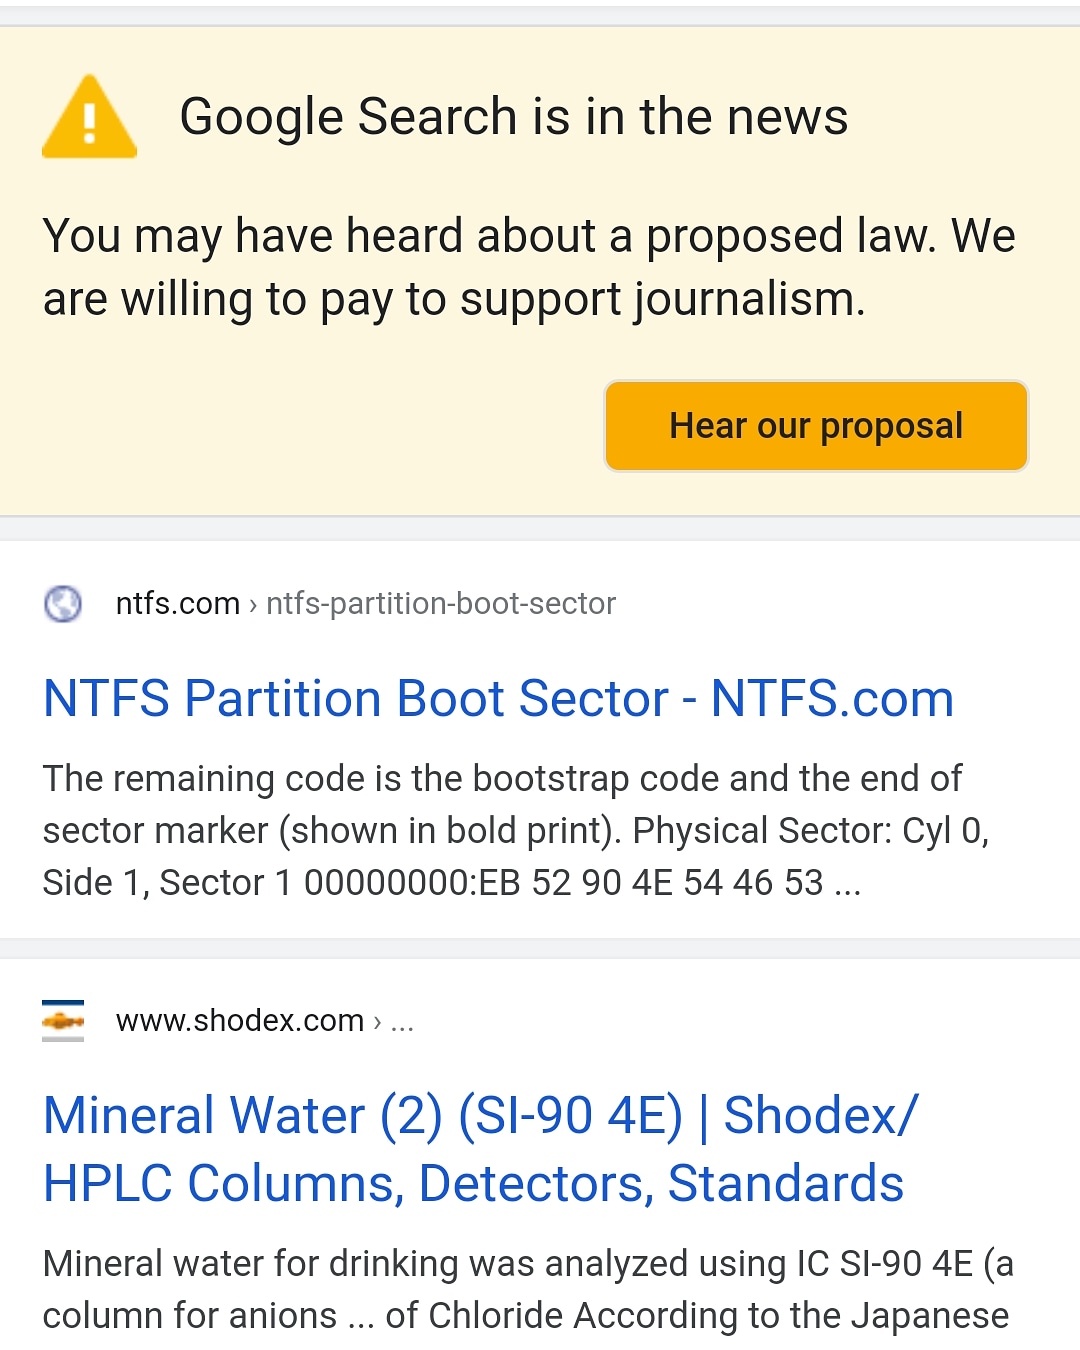 Google Search is in the news
You may have heard about a proposed law. We
are willing to pay to support journalism.
Hear our proposal
ntfs.com › ntfs-partition-boot-sector
NTFS Partition Boot Sector - NTFS.com
The remaining code is the bootstrap code and the end of
sector marker (shown in bold print). Physical Sector: Cyl 0,
Side 1, Sector 1 00000000:EB 52 90 4E 54 46 53 ...
www.shodex.com › ...
Mineral Water (2) (SI-90 4E) | Shodex/
HPLC Columns, Detectors, Standards
Mineral water for drinking was analyzed using IC SI-90 4E (a
column for anions ... of Chloride According to the Japanese